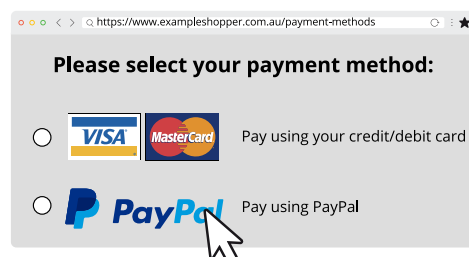 https://www.exampleshopper.com.au/payment-methods
Please select your payment method:
VISA MasterCard Pay using your credit/debit card
PayPal Pay using PayPal